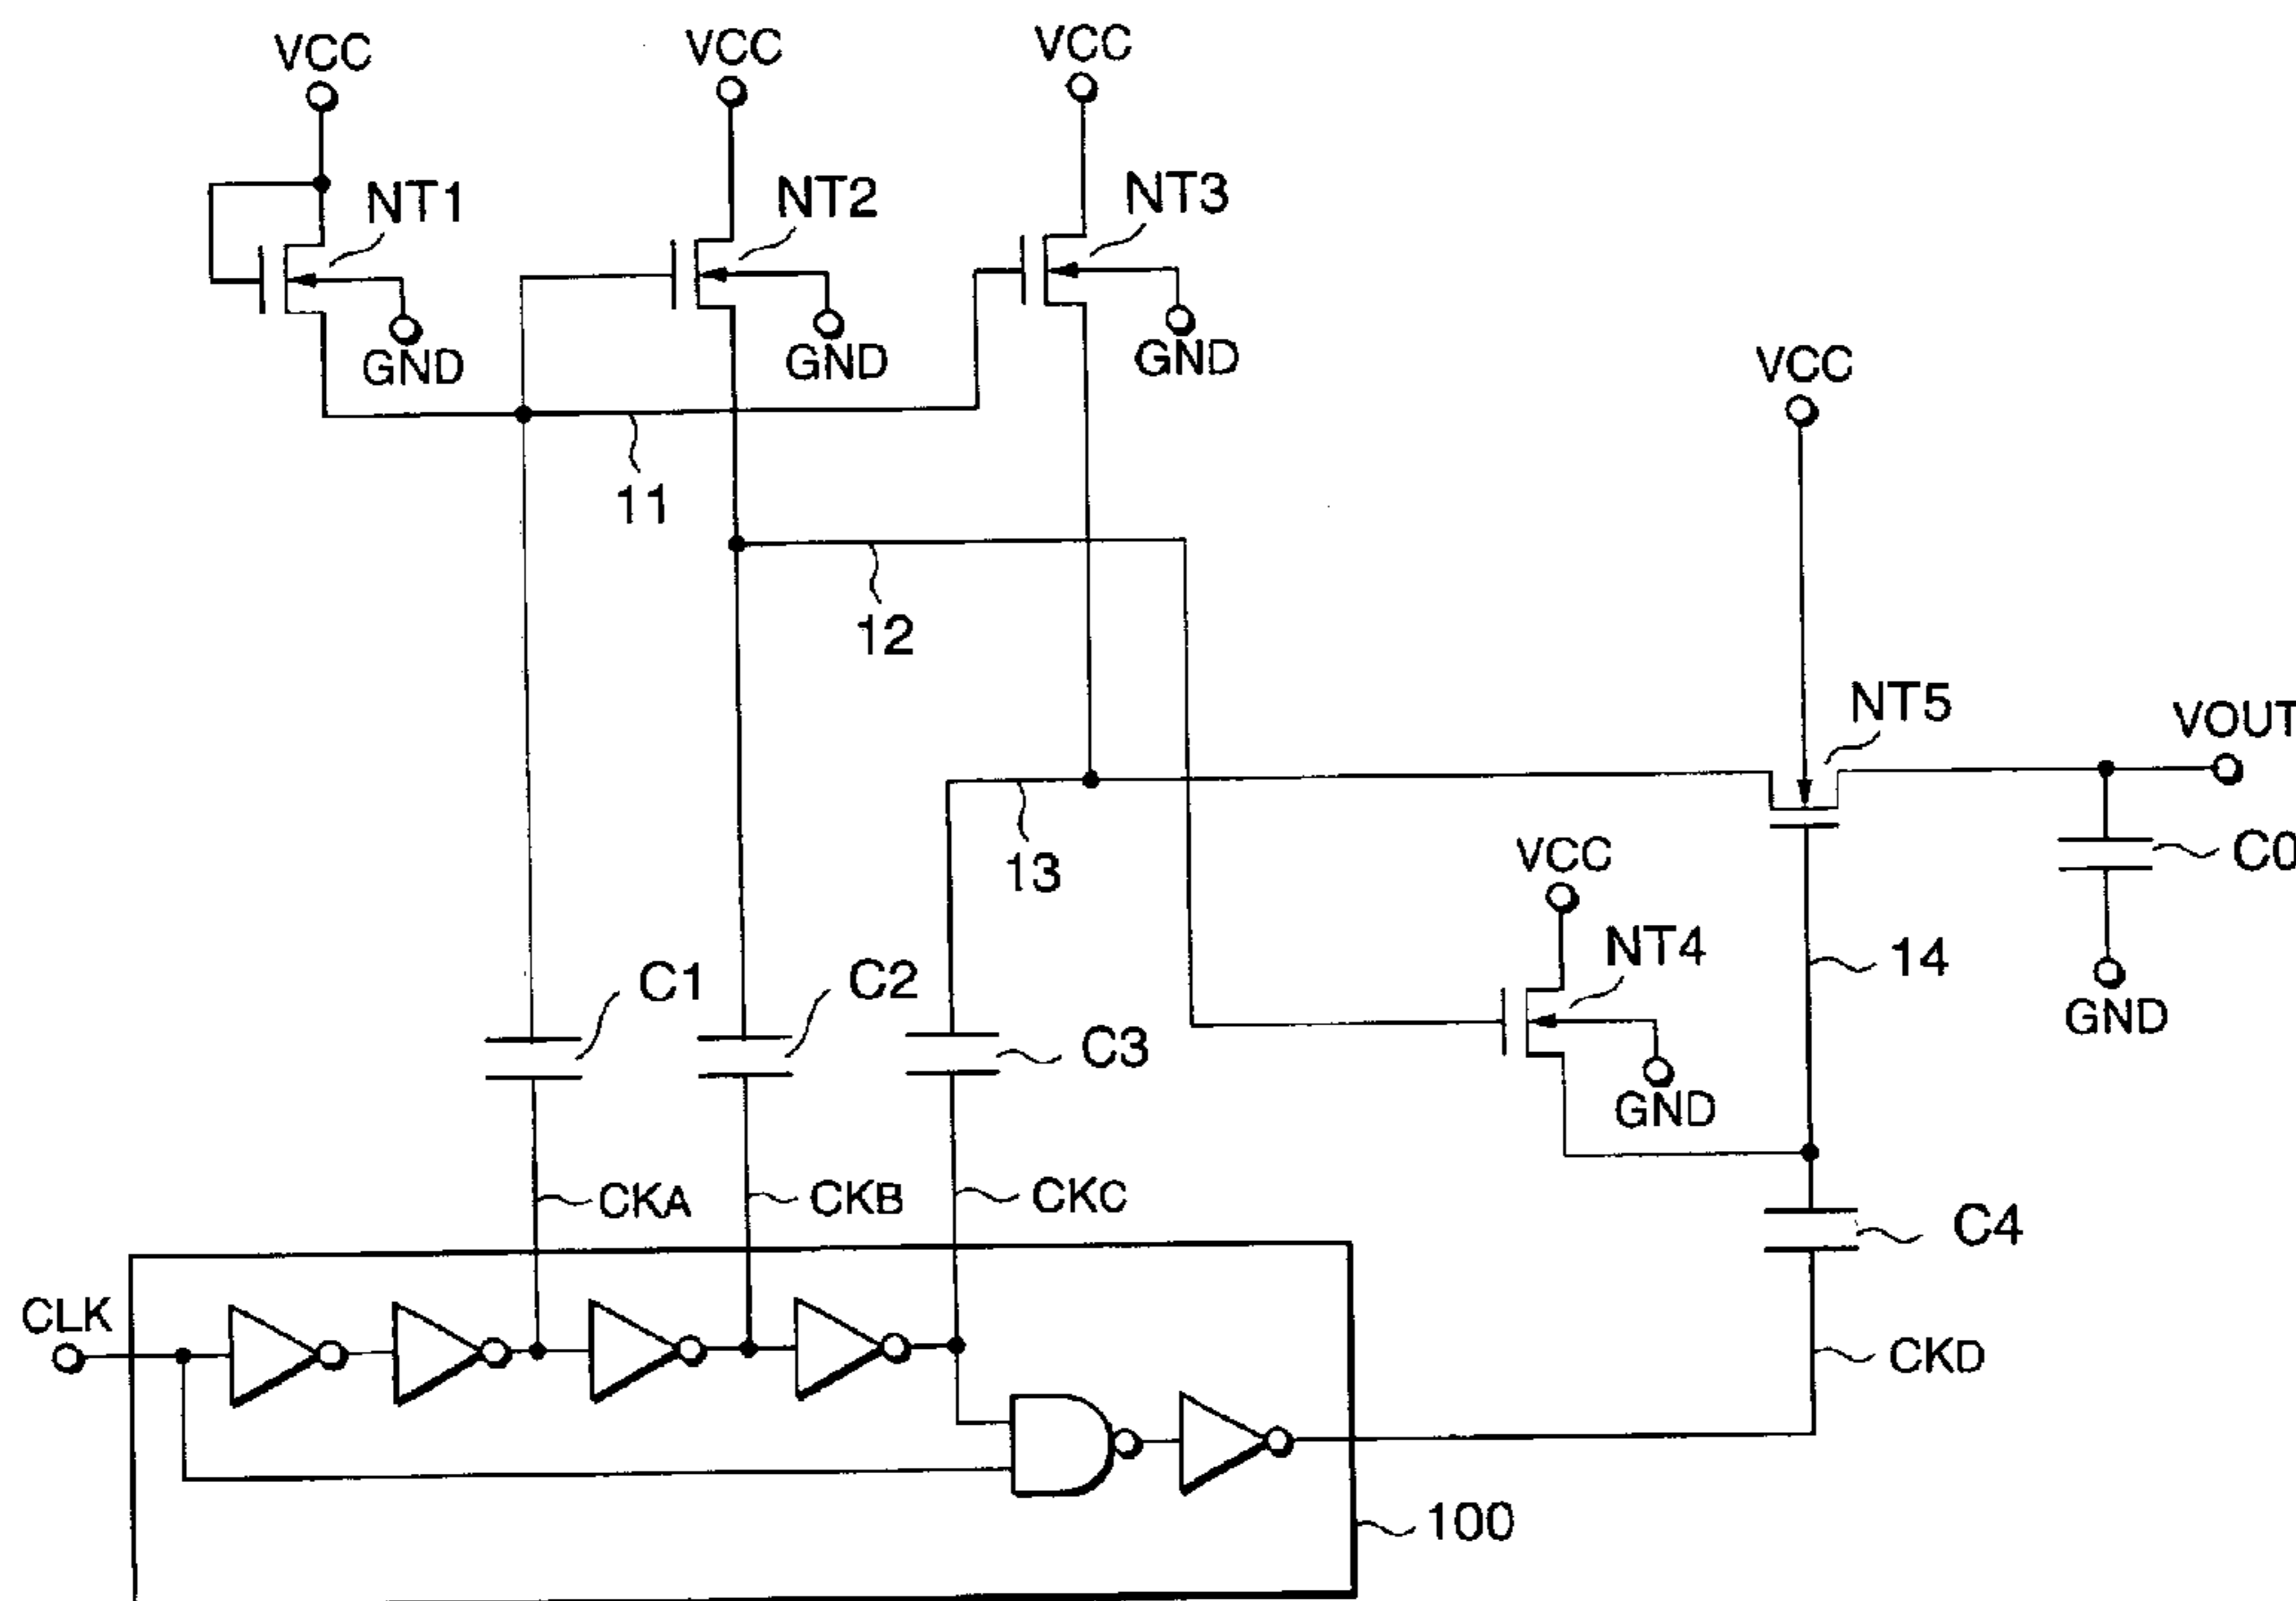 VCC
VCC
VCC
NT1
NT2
NT3
GND
GND
GND
VCC
11
12
NT5
VOUT
13
VCC
C0
NT4
14
C1
C2
C3
GND
GND
CKA
CKB
CKC
C4
CLK
CKD
100